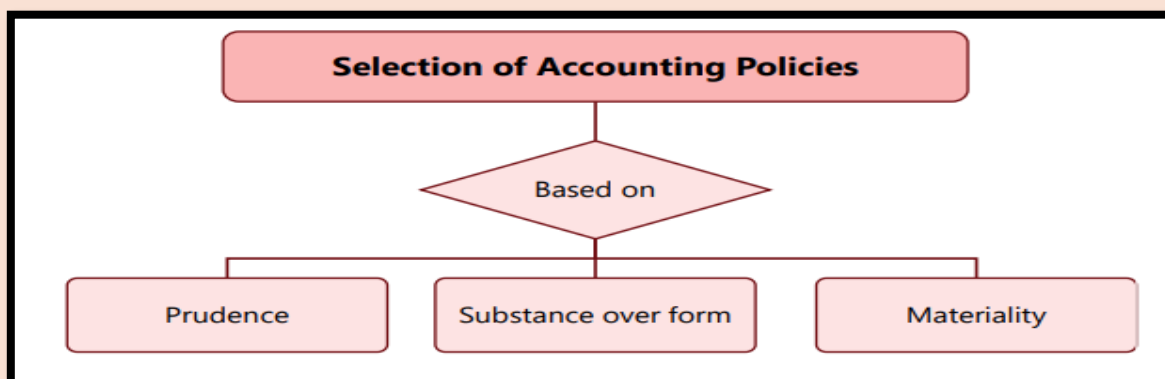 Selection of Accounting Policies
Based on
Prudence
Substance over form
Materiality